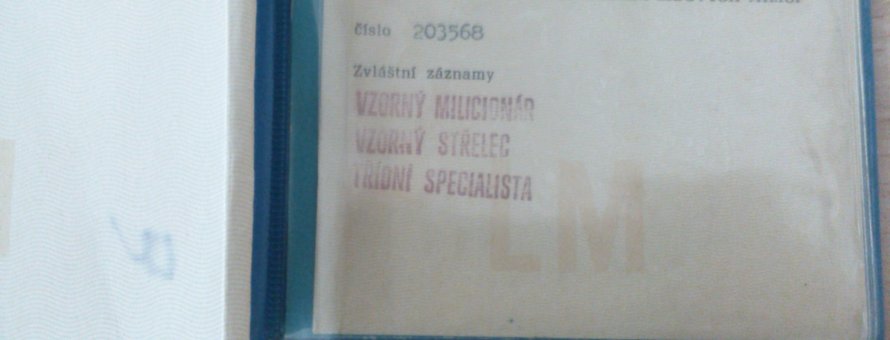 číslo 203568
Zvláštní záznamy
VZORNÝ MILICIONÁR
VZORNÝ STŘELEC
TŘÍDNÍ SPECIALISTA
LM